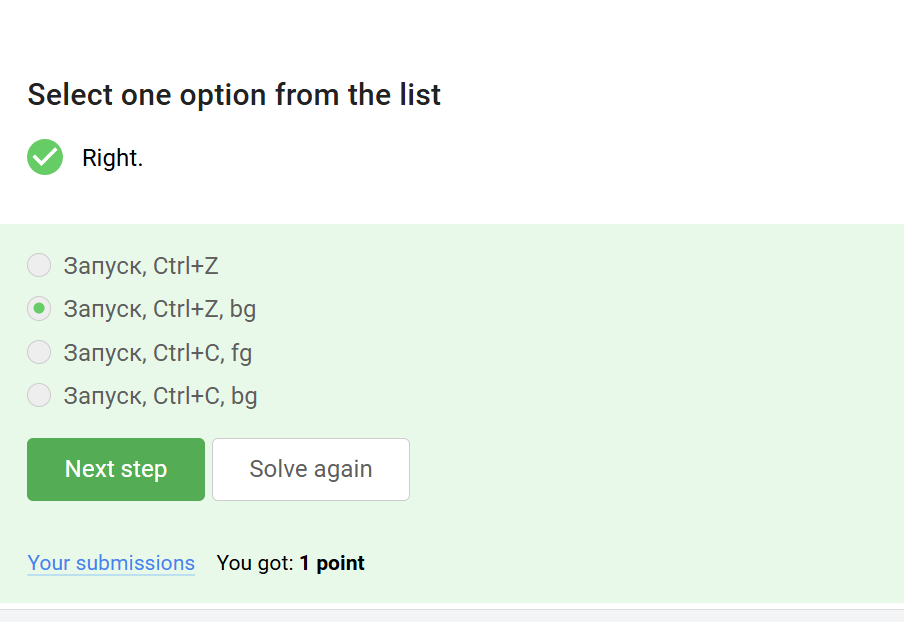 Select one option from the list
Right.
Запуск, Ctrl+Z
Запуск, Ctrl+Z, bg
Запуск, Ctrl+C, fg
Запуск, Ctrl+C, bg
Next step Solve again
Your submissions You got: 1 point